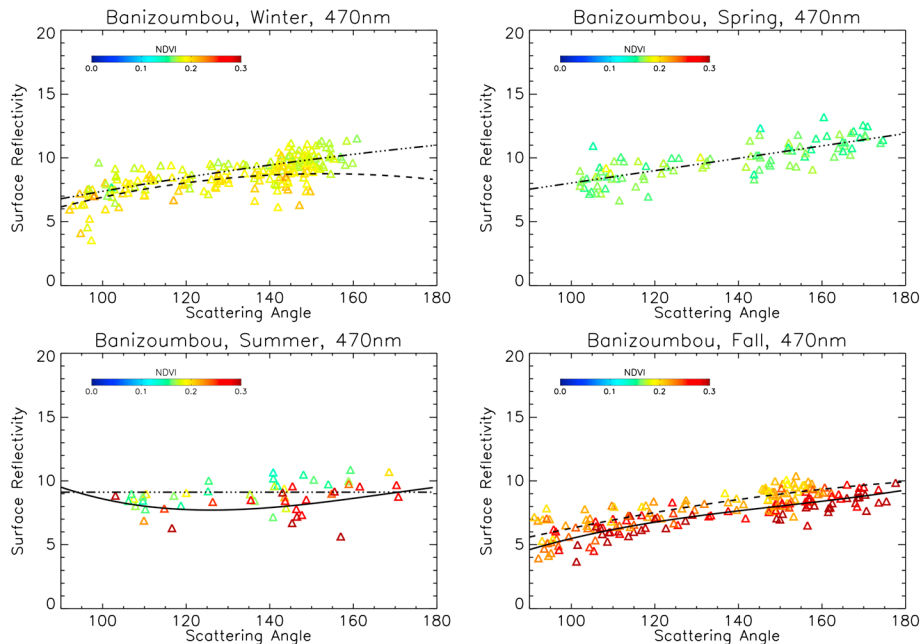 Banizoumbou, Winter, 470nm
NDVI
0.0 0.1 0.2 0.3
20
15
10
5
0
Surface Reflectivity
100 120 140 160 180
Scattering Angle
Banizoumbou, Spring, 470nm
NDVI
0.0 0.1 0.2 0.3
20
15
10
5
0
Surface Reflectivity
100 120 140 160 180
Scattering Angle
Banizoumbou, Summer, 470nm
NDVI
0.0 0.1 0.2 0.3
20
15
10
5
0
Surface Reflectivity
100 120 140 160 180
Scattering Angle
Banizoumbou, Fall, 470nm
NDVI
0.0 0.1 0.2 0.3
20
15
10
5
0
Surface Reflectivity
100 120 140 160 180
Scattering Angle